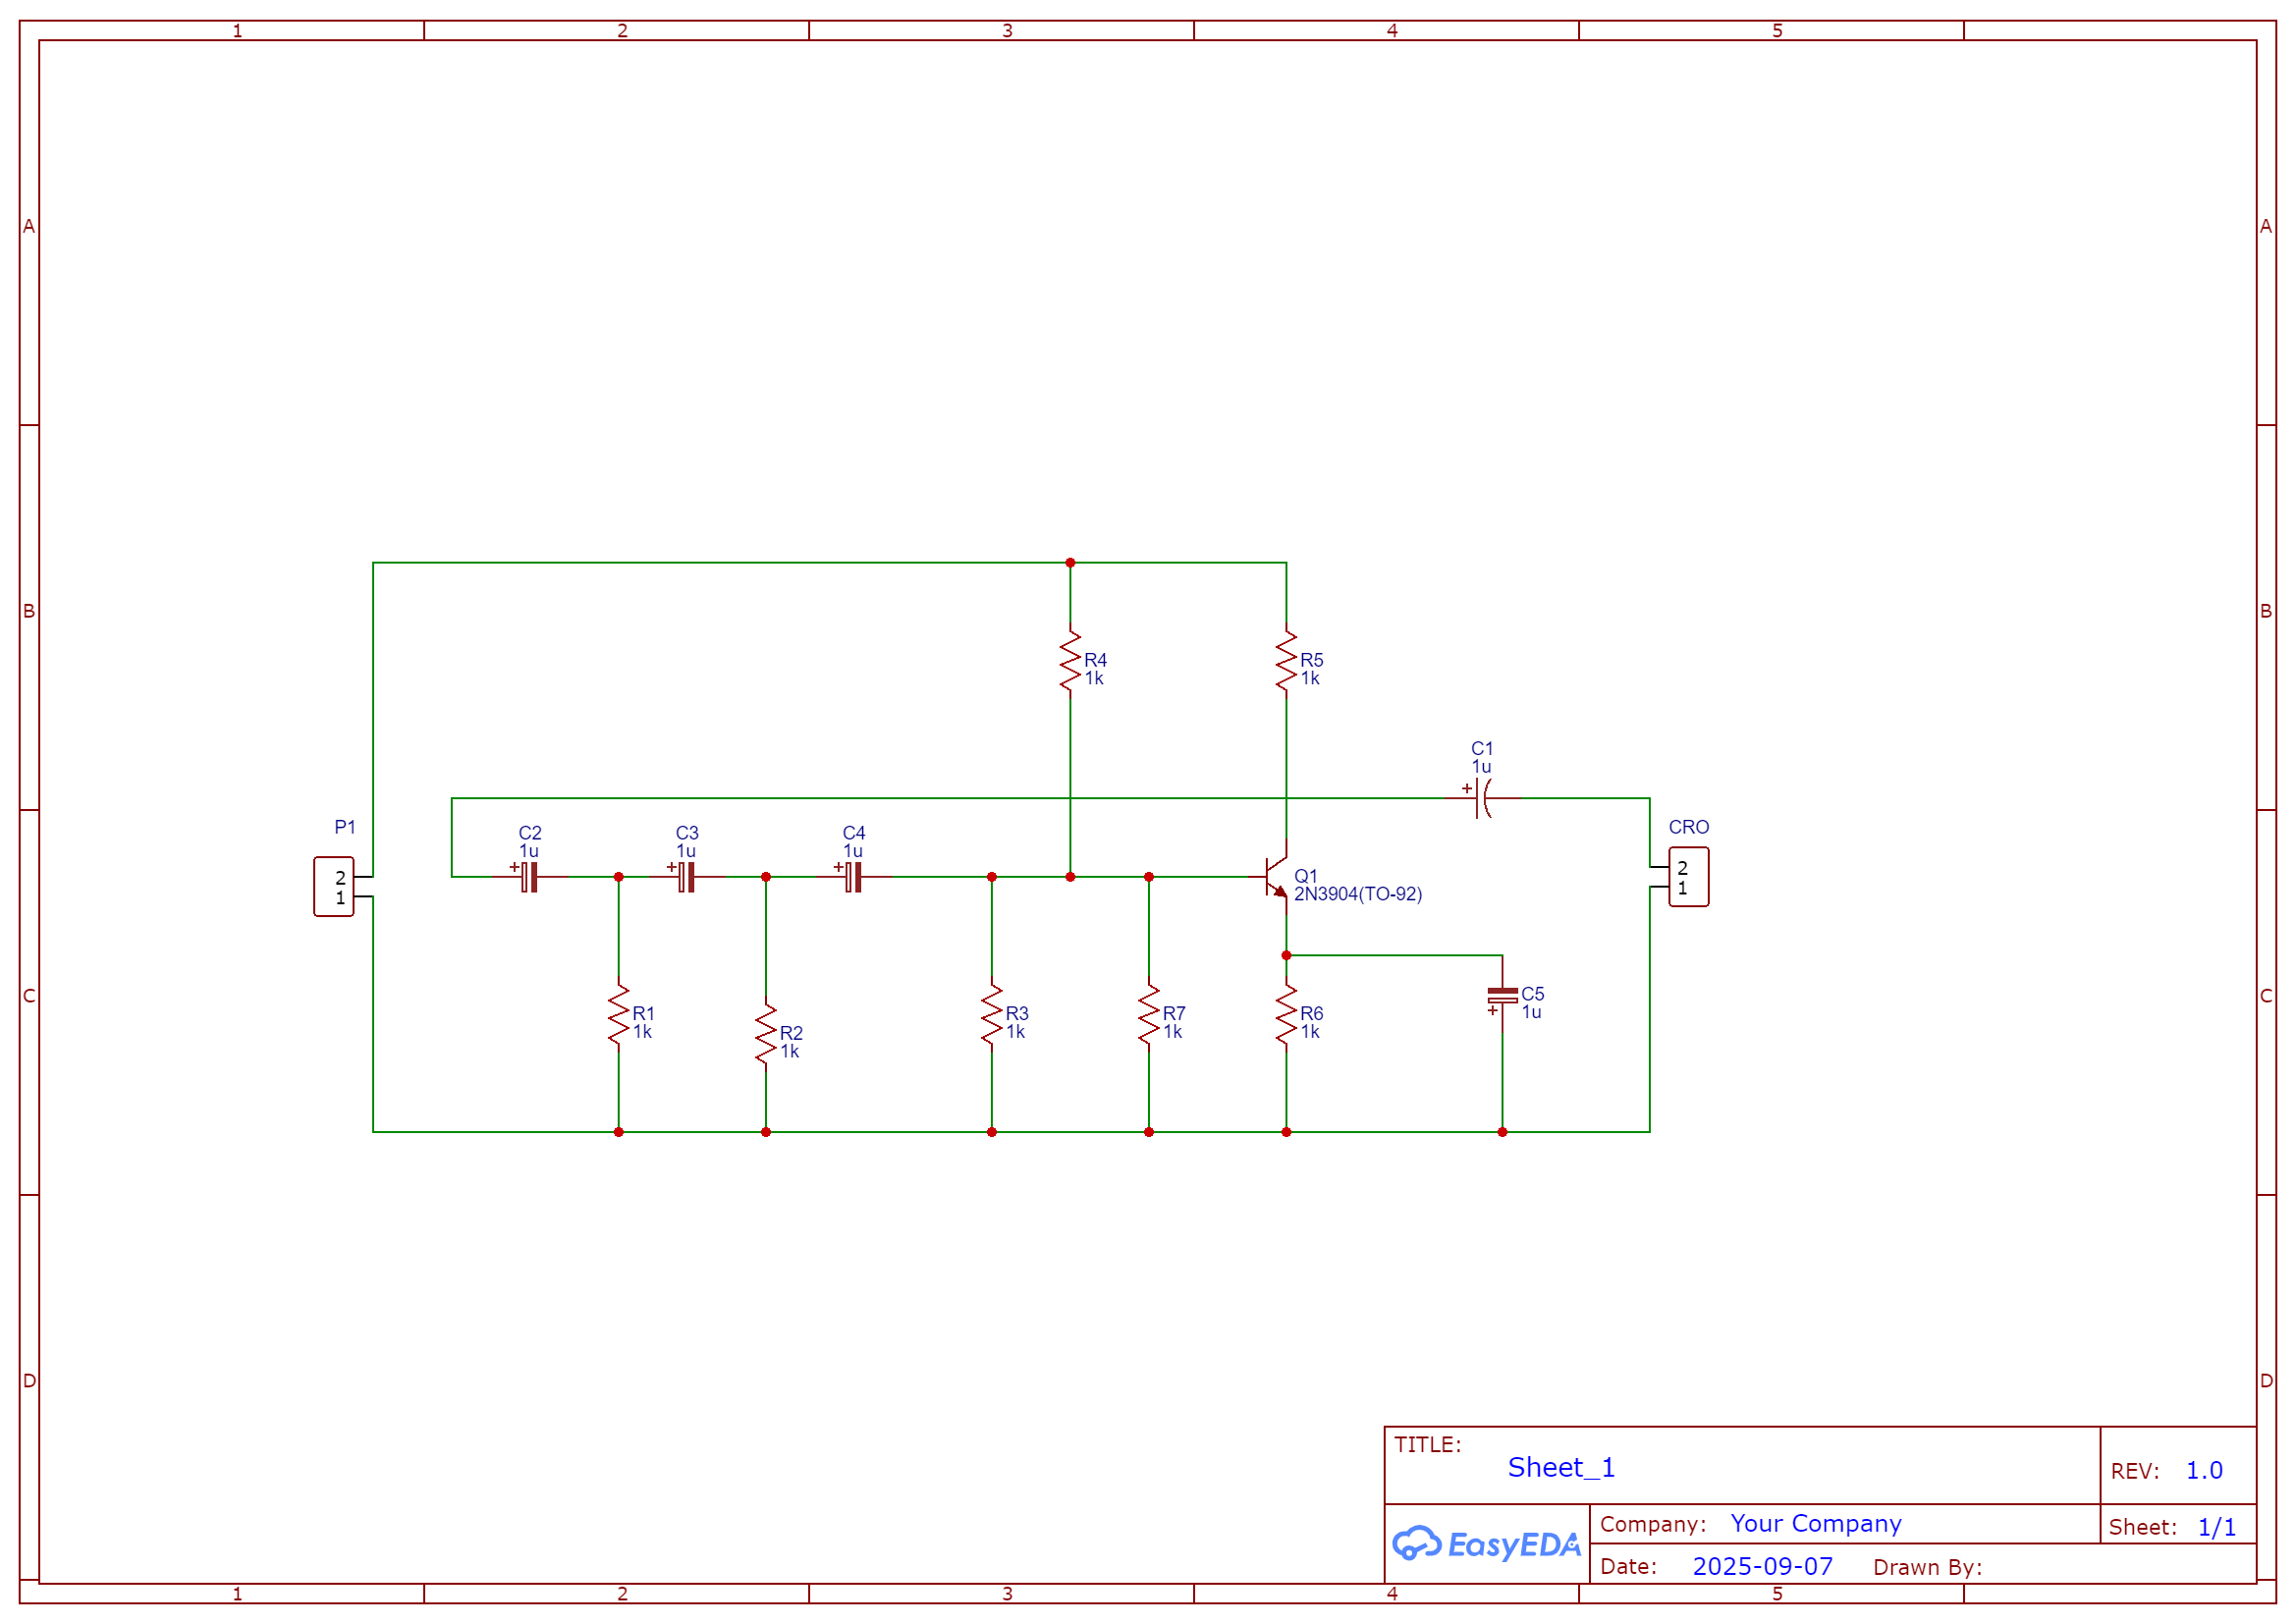 1 2 3 4 5
A A
B B
C C
D D
R4
1k
R5
1k
C1
1u
P1
2
1
C2
1u
C3
1u
C4
1u
CRO
2
1
Q1
2N3904(TO-92)
R1
1k
R2
1k
R3
1k
R7
1k
R6
1k
C5
1u
+
+
+
+
+
TITLE:
Sheet_1
REV: 1.0
EasyEDA
Company: Your Company
Sheet: 1/1
Date: 2025-09-07 Drawn By:
1 2 3 4 5